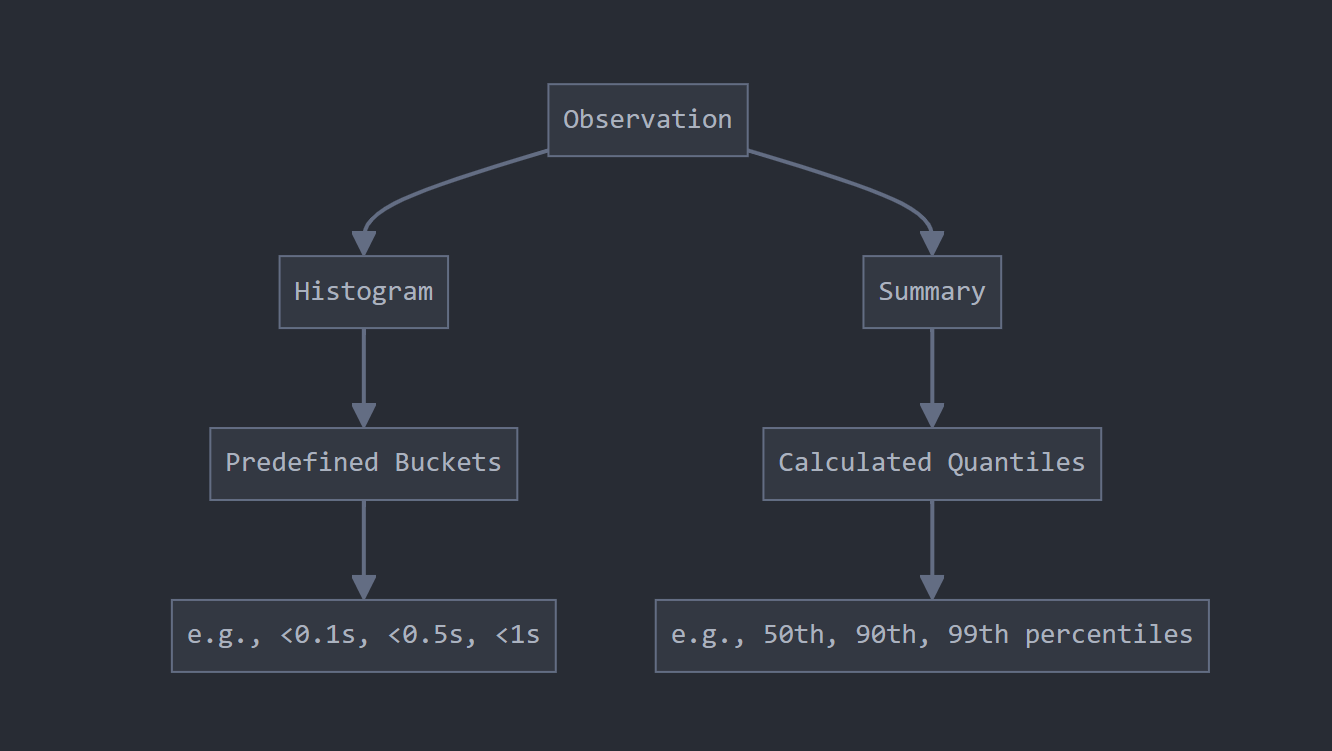 Observation
Histogram
Summary
Predefined Buckets
Calculated Quantiles
e.g., <0.1s, <0.5s, <1s
e.g., 50th, 90th, 99th percentiles